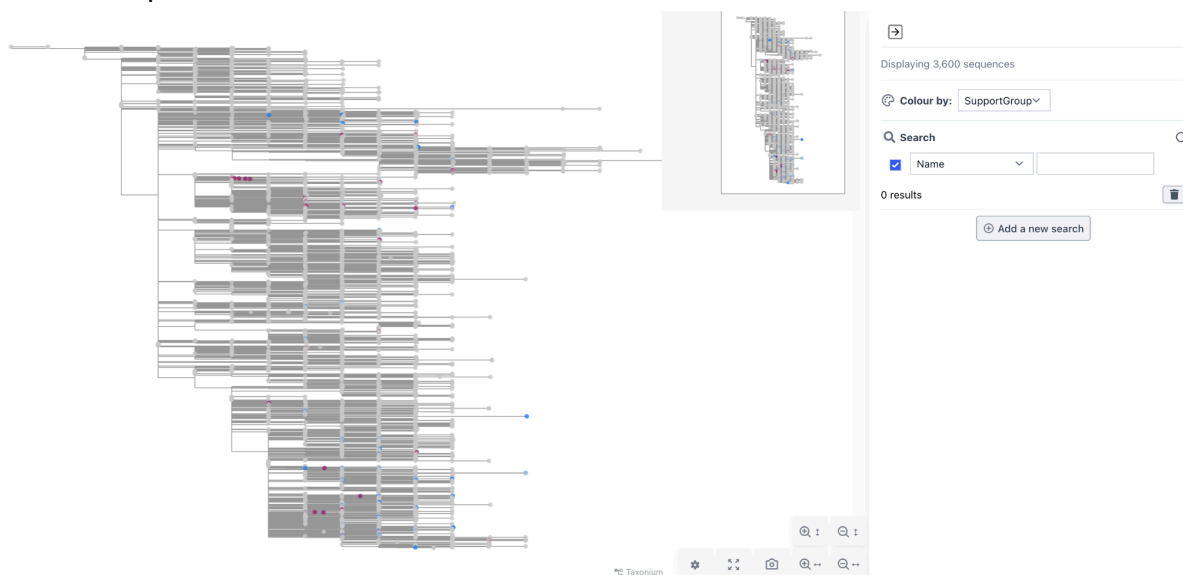 Displaying 3,600 sequences
Colour by: SupportGroup
Search
Name
0 results
Add a new search
Taxonium